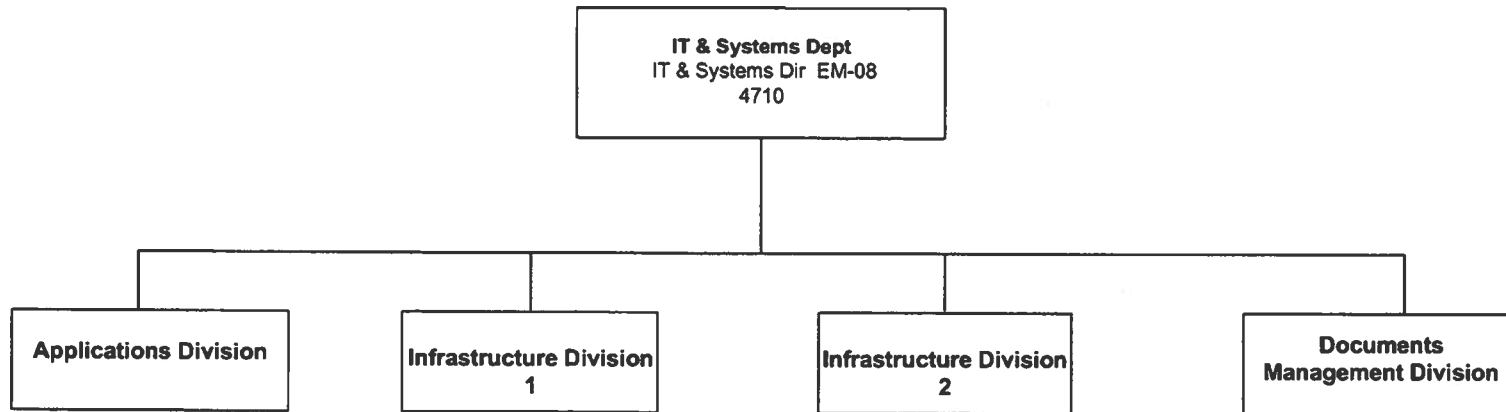 IT & Systems Dept
IT & Systems Dir EM-08
4710
Applications Division
Infrastructure Division
1
Infrastructure Division
2
Documents
Management Division